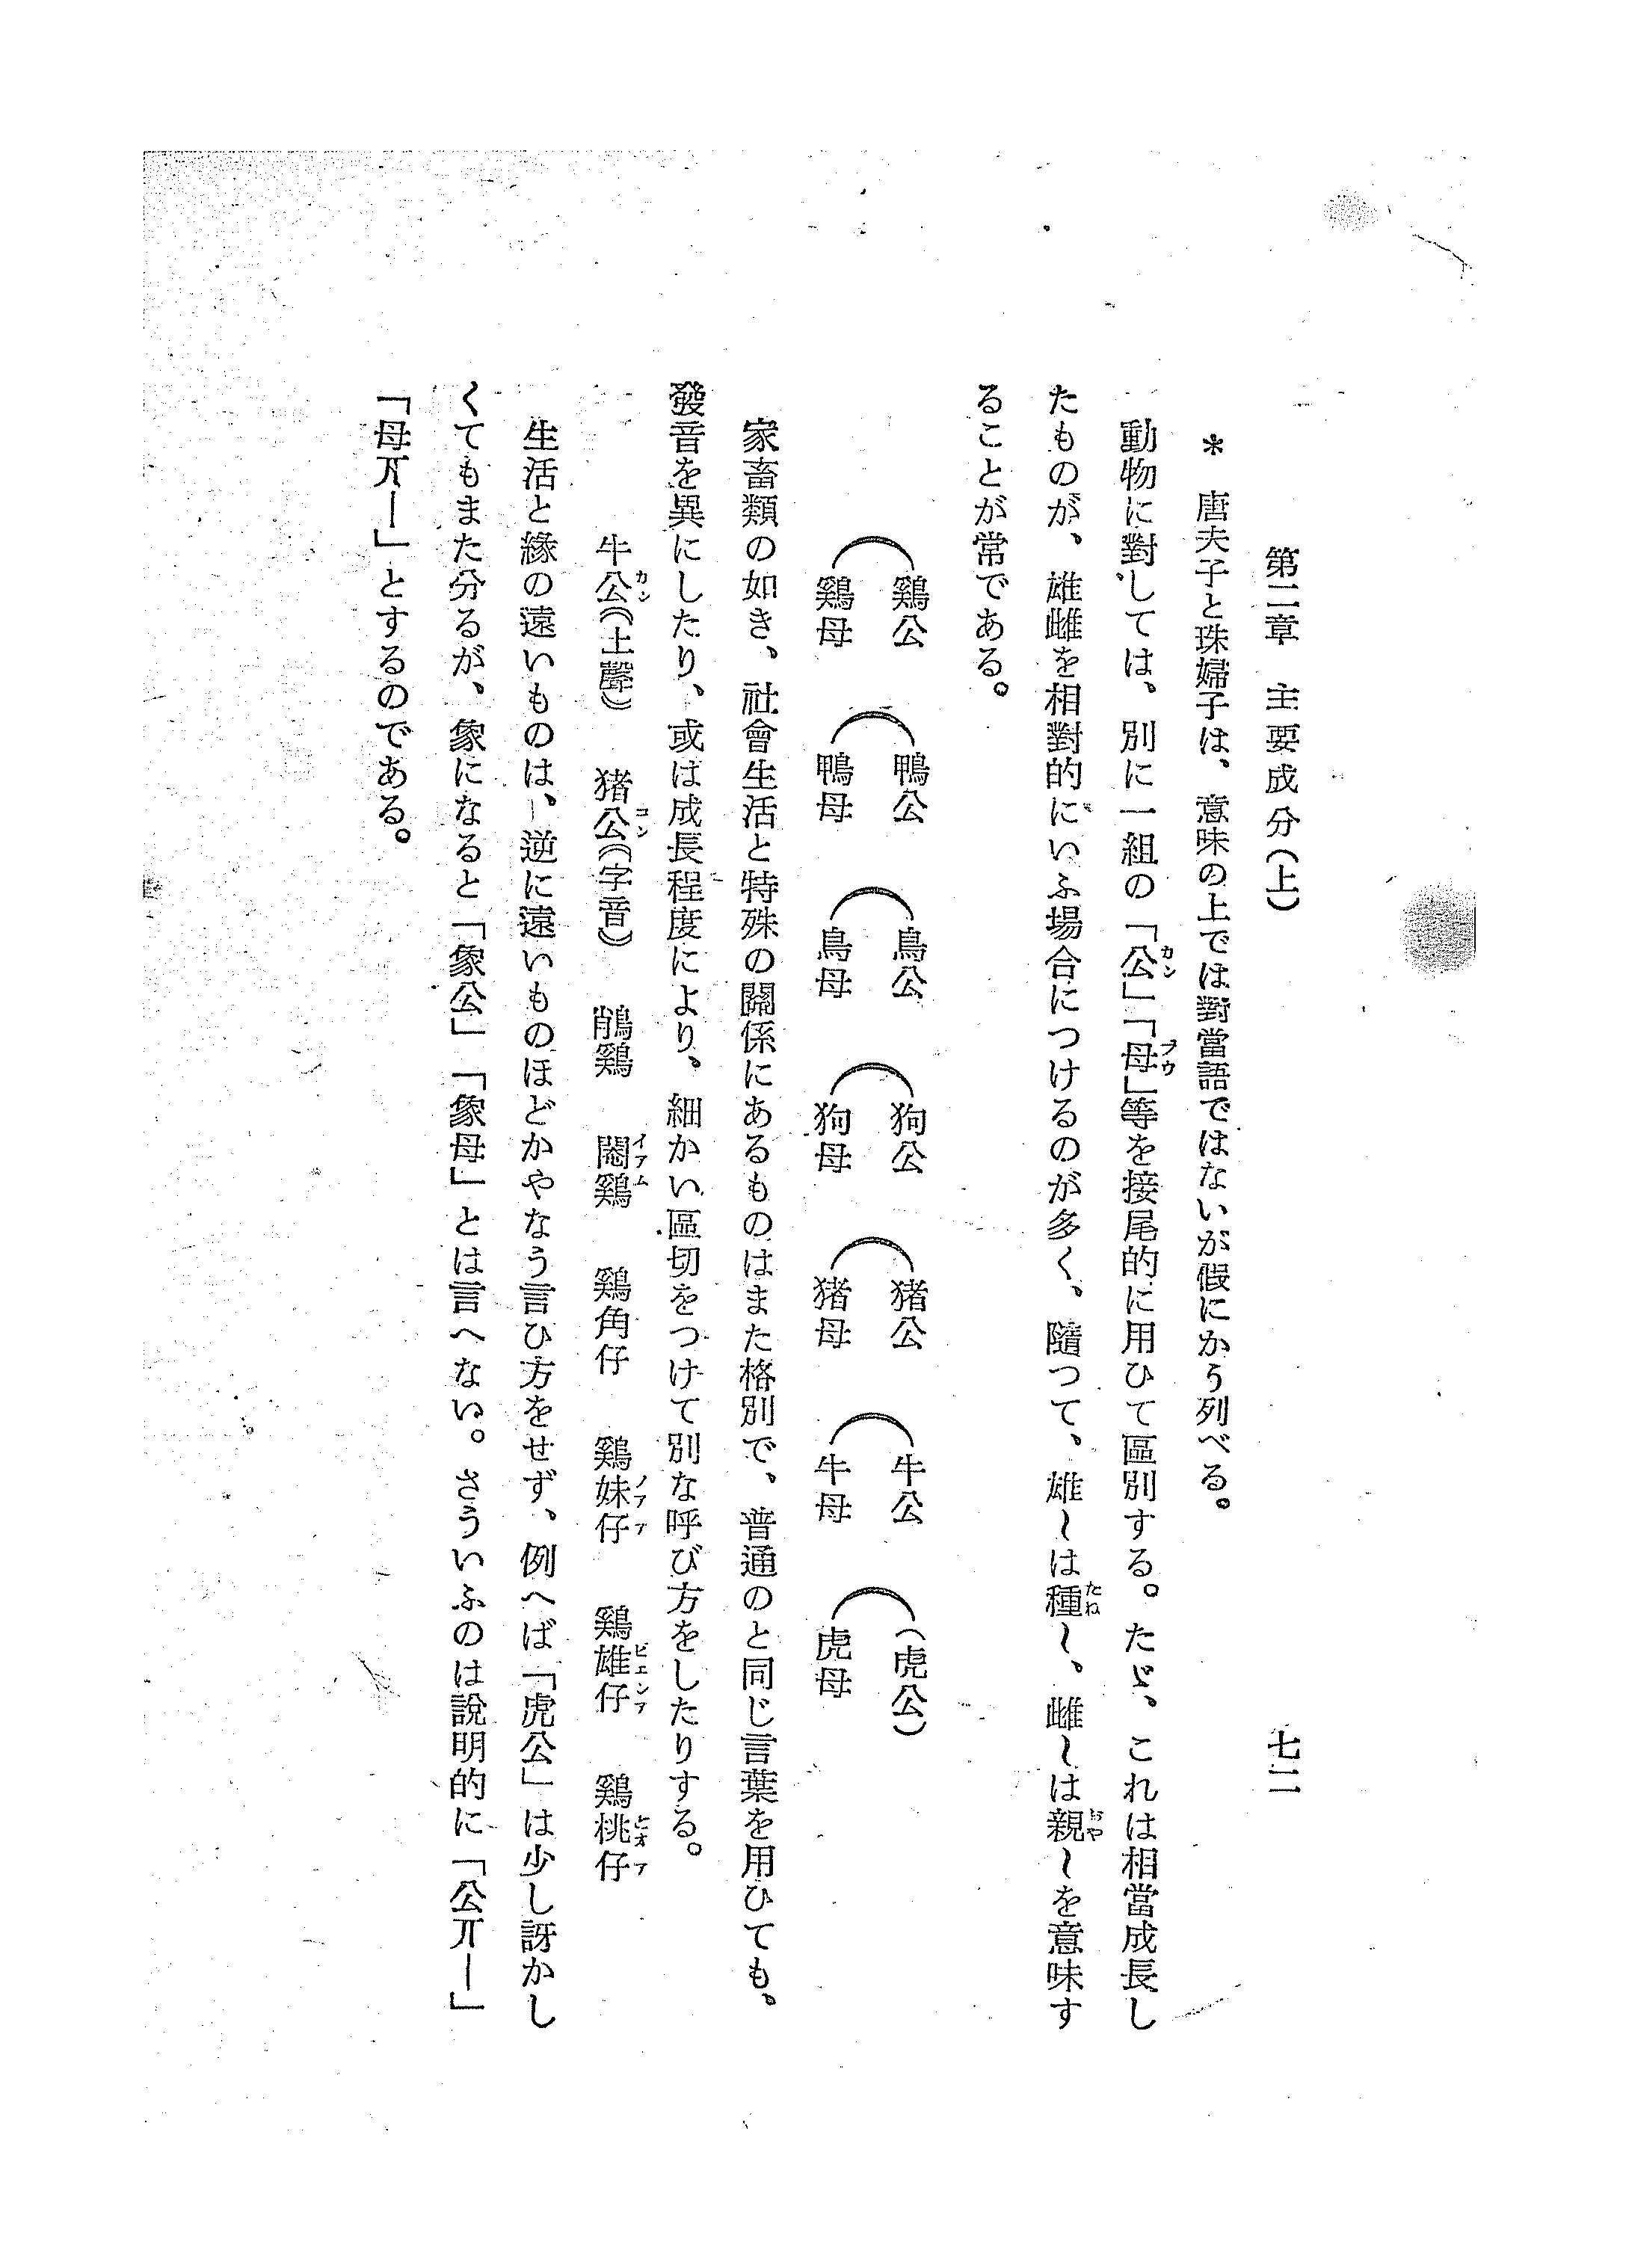 第二章　主要成分（上）　七二
＊　唐夫子と珠婦子は、意味の上では對當語ではないが假にかう列べる。
動物に對しては、別に一組の「公」「母」等を接尾的に用ひて區別する。たゞ、これは相當成長し
たものが、雄雌を相對的にいふ場合につけるのが多く、隨つて、雄〜は種〜、雌〜は親〜を意味す
ることが常である。
鷄公　鴨公　鳥公　狗公　猪公　牛公　（虎公）
鷄母　鴨母　鳥母　狗母　猪母　牛母　虎母
家畜類の如き、社會生活と特殊の關係にあるものはまた格別で、普通のと同じ言葉を用ひても、
發音を異にしたり、或は成長程度により、細かい區切をつけて別な呼び方をしたりする。
牛公（土聲）　猪公（字音）　鷄　閹鷄　鷄角仔　鷄妹仔　鷄雄仔　鷄桃仔
生活と緣の遠いものは、逆に遠いものほどかやなう言ひ方をせず、例へば「虎公」は少し訝かし
くてもまた分るが、象になると「象公」「象母」とは言へない。さういふのは說明的に「公丌ー」
「母丌ー」とするのである。